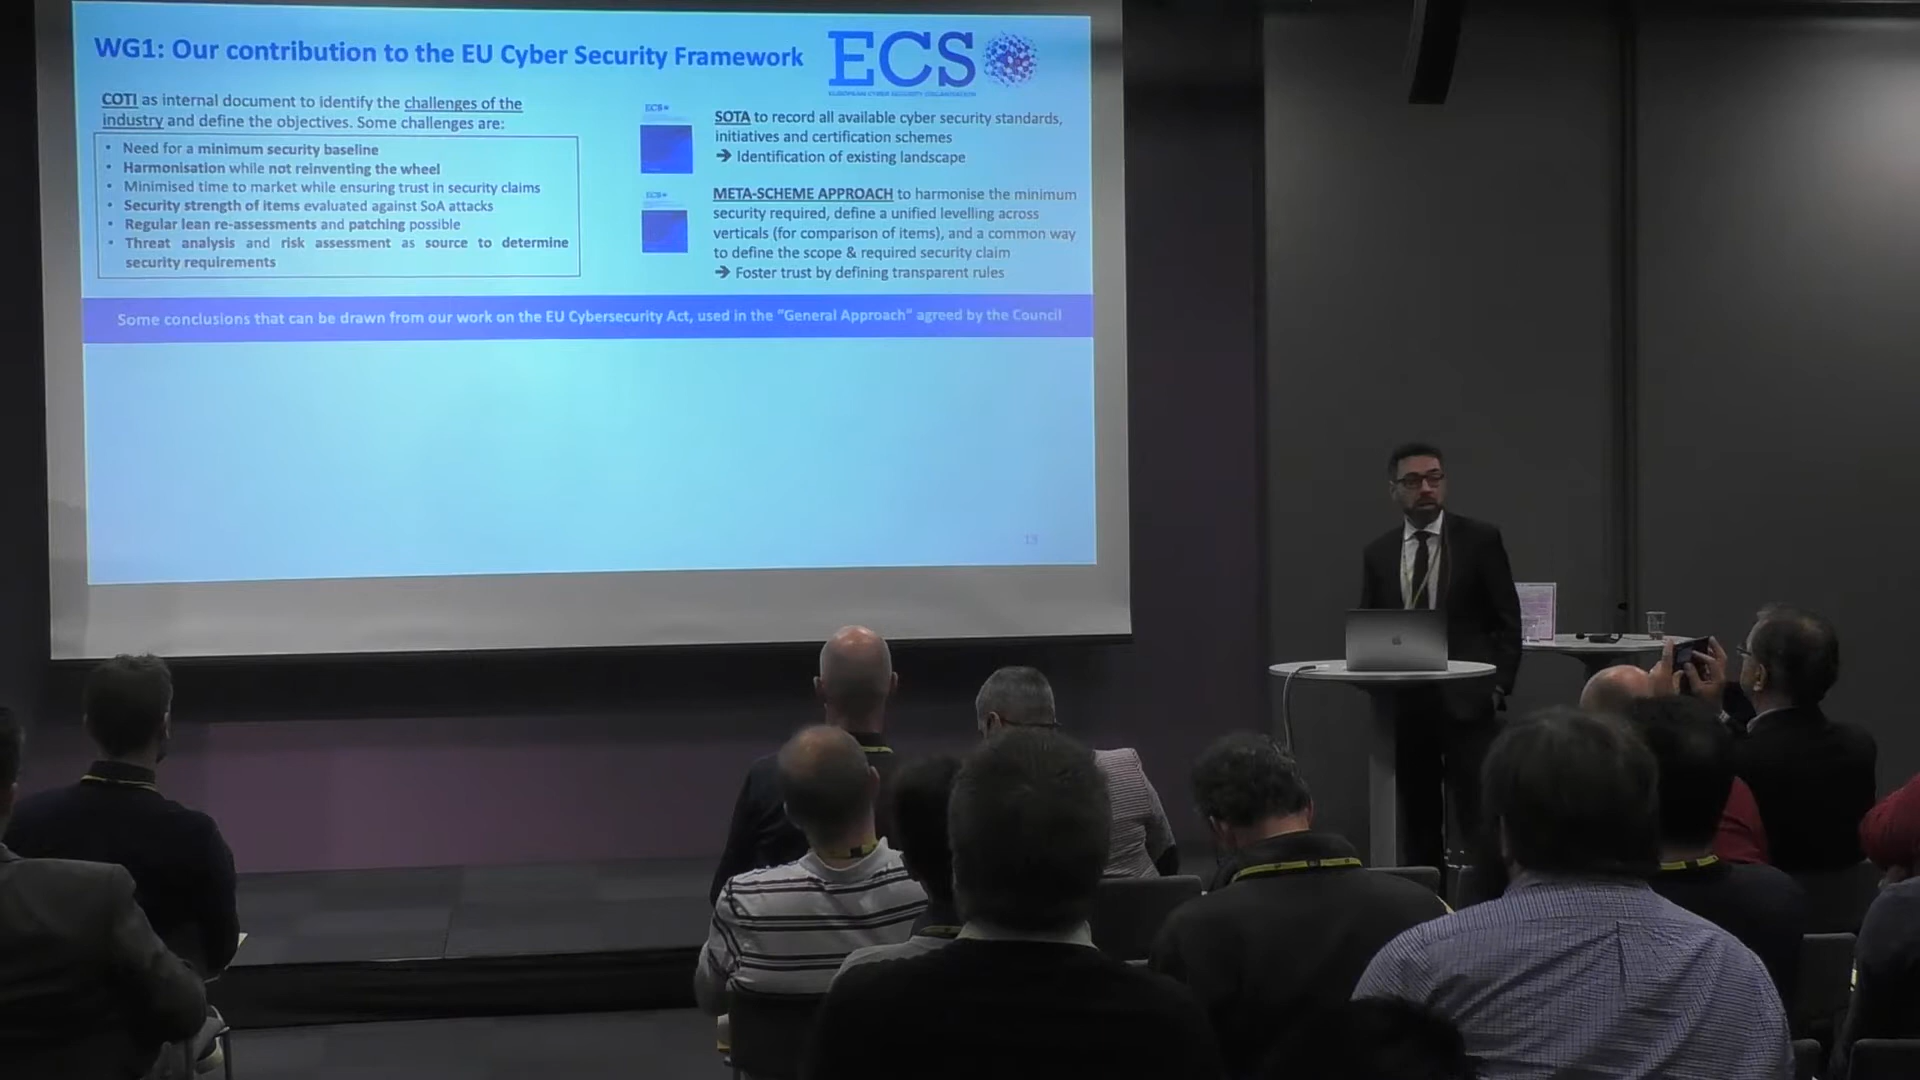 WG1: Our contribution to the EU Cyber Security Framework
ECS
EUROPEAN CYBER SECURITY ORGANISATION
COTI as internal document to identify the challenges of the
industry and define the objectives. Some challenges are:
• Need for a minimum security baseline
• Harmonisation while not reinventing the wheel
• Minimised time to market while ensuring trust in security claims
• Security strength of items evaluated against SoA attacks
• Regular lean re-assessments and patching possible
• Threat analysis and risk assessment as source to determine
security requirements
ECS
SOTA to record all available cyber security standards,
initiatives and certification schemes
→ Identification of existing landscape
ECS
META-SCHEME APPROACH to harmonise the minimum
security required, define a unified levelling across
verticals (for comparison of items), and a common way
to define the scope & required security claim
→ Foster trust by defining transparent rules
Some conclusions that can be drawn from our work on the EU Cybersecurity Act, used in the "General Approach" agreed by the Council
13